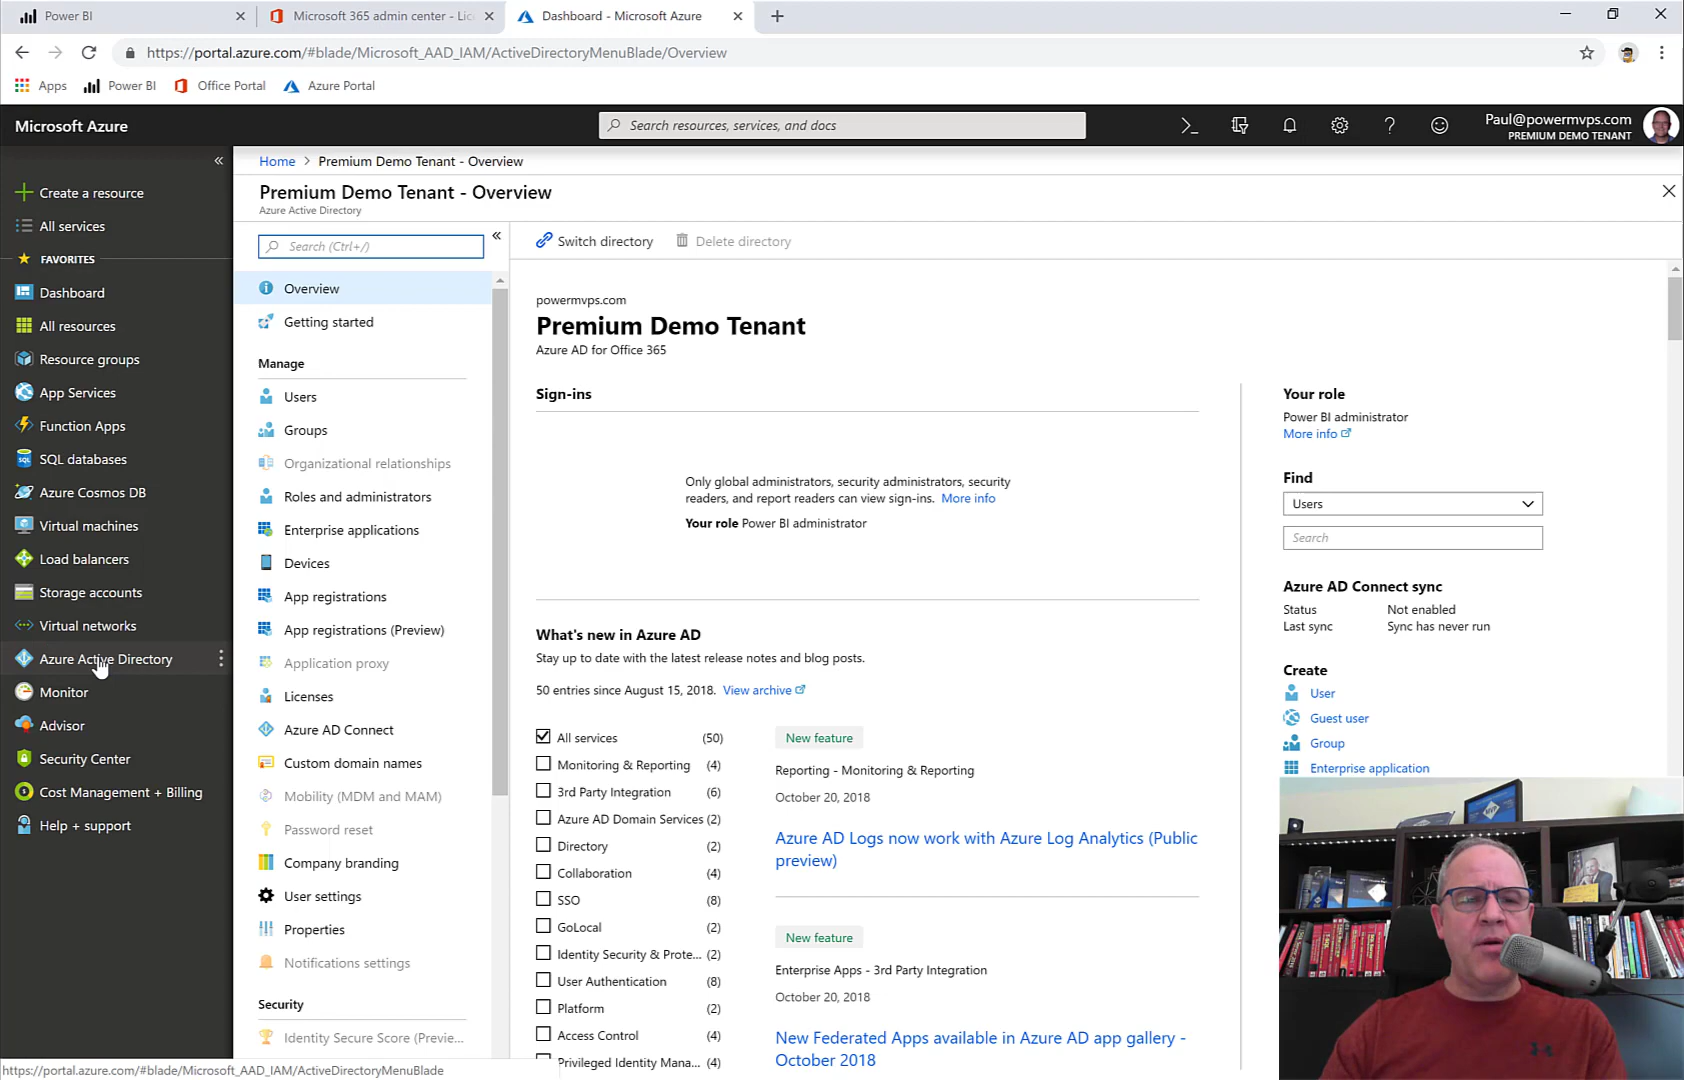 Power BI
Microsoft 365 admin center - Lic
Dashboard - Microsoft Azure
https://portal.azure.com/#blade/Microsoft_AAD_IAM/ActiveDirectoryMenuBlade/Overview
Apps
Power BI
Office Portal
Azure Portal
Microsoft Azure
Search resources, services, and docs
Paul@powermvps.com
PREMIUM DEMO TENANT
Create a resource
All services
FAVORITES
Dashboard
All resources
Resource groups
App Services
Function Apps
SQL databases
Azure Cosmos DB
Virtual machines
Load balancers
Storage accounts
Virtual networks
Azure Active Directory
Monitor
Advisor
Security Center
Cost Management + Billing
Help + support
Home > Premium Demo Tenant - Overview
Premium Demo Tenant - Overview
Azure Active Directory
Search (Ctrl+/)
Overview
Getting started
Manage
Users
Groups
Organizational relationships
Roles and administrators
Enterprise applications
Devices
App registrations
App registrations (Preview)
Application proxy
Licenses
Azure AD Connect
Custom domain names
Mobility (MDM and MAM)
Password reset
Company branding
User settings
Properties
Notifications settings
Security
Identity Secure Score (Previe...
Switch directory
Delete directory
powermvps.com
Premium Demo Tenant
Azure AD for Office 365
Sign-ins
Only global administrators, security administrators, security
readers, and report readers can view sign-ins. More info
Your role Power BI administrator
What's new in Azure AD
Stay up to date with the latest release notes and blog posts.
50 entries since August 15, 2018. View archive
All services (50)
Monitoring & Reporting (4)
3rd Party Integration (6)
Azure AD Domain Services (2)
Directory (2)
Collaboration (4)
SSO (8)
GoLocal (2)
Identity Security & Prote... (2)
User Authentication (8)
Platform (2)
Access Control (4)
Privileged Identity Mana... (4)
New feature
Reporting - Monitoring & Reporting
October 20, 2018
Azure AD Logs now work with Azure Log Analytics (Public
preview)
New feature
Enterprise Apps - 3rd Party Integration
October 20, 2018
New Federated Apps available in Azure AD app gallery -
October 2018
Your role
Power BI administrator
More info
Find
Users
Search
Azure AD Connect sync
Status Not enabled
Last sync Sync has never run
Create
User
Guest user
Group
Enterprise application
MVP
https://portal.azure.com/#blade/Microsoft_AAD_IAM/ActiveDirectoryMenuBlade